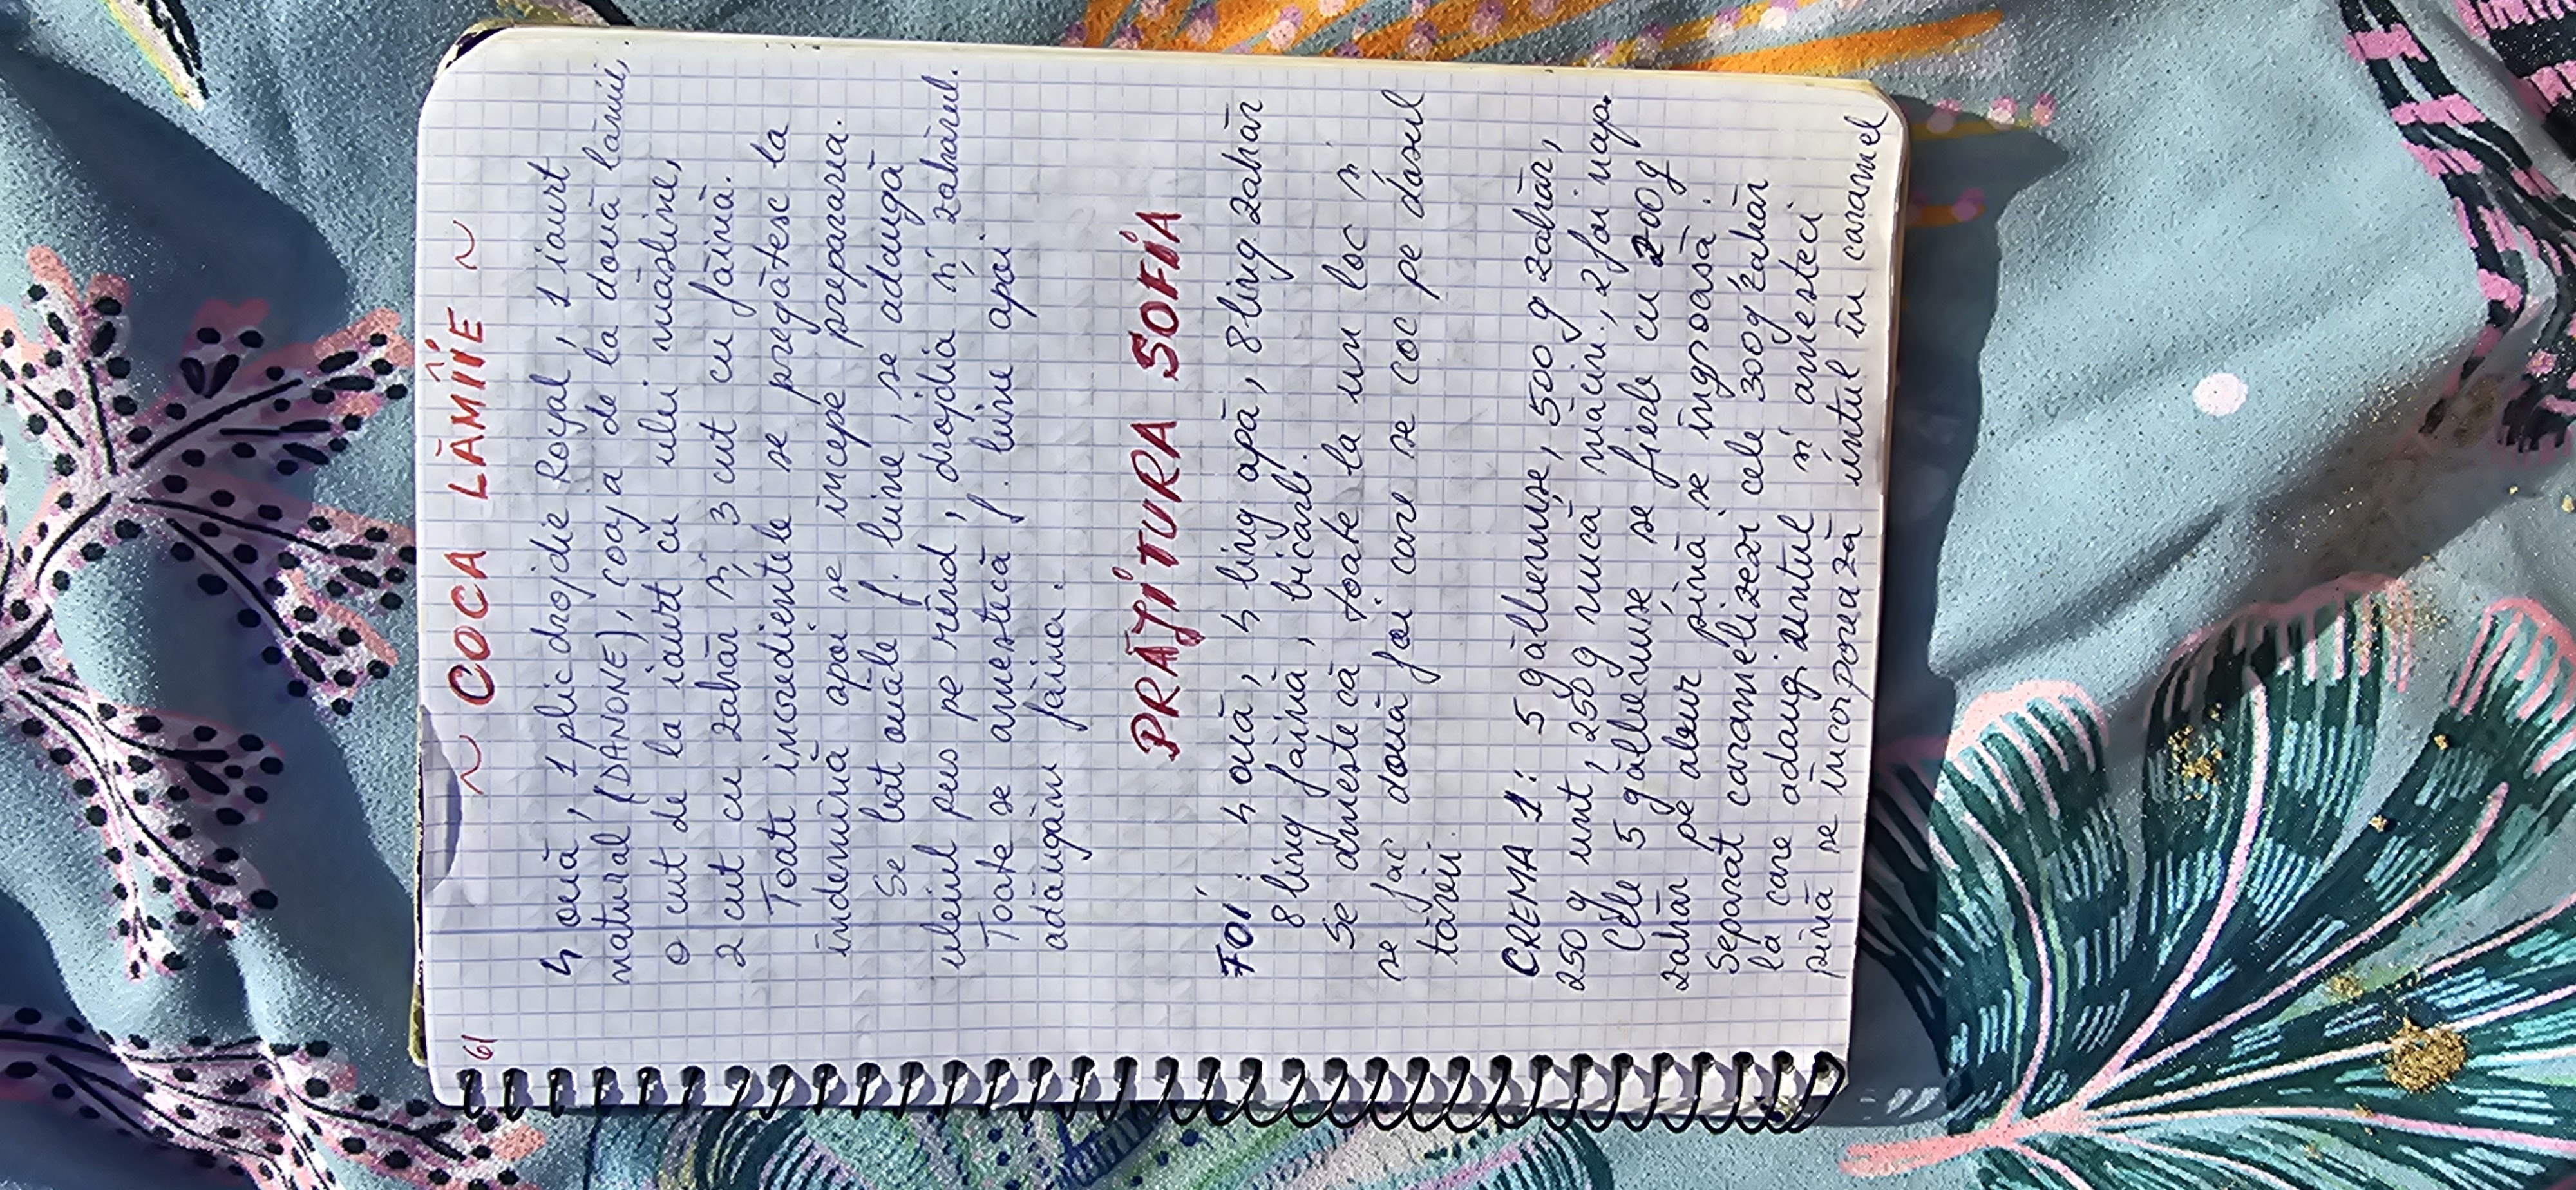 61
~ COCA LĂMÎIE ~
4 ouă, 1 plic drojdie Royal, 1 iaurt
natural (DANONE), coaja de la două lămii,
o cut de la iaurt cu ulei măsline,
2 cut cu zahăr și 3 cut cu făină.
Toate incredientele se pregătesc la
îndemînă apoi se începe prepararea.
Se bat ouăle f. bine, se adaugă
uleiul pus pe rînd, drojdia și zahărul.
Toate se amestecă f. bine apoi
adăugăm făina.
PRĂJITURA SOFIA
FOI: 4 ouă, 4 ling apă, 8 ling zahăr
8 ling făină, bicarb.
Se amestecă toate la un loc și
se fac două foi care se coc pe dosul
tăvii.
CREMA 1: 5 gălbenușe, 500 g zahăr,
250 g unt, 250 g nucă măcin., 2 foi nap.
Cele 5 gălbenușe se fierb cu 200g
zahăr pe abur pînă se îngroașă.
Separat caramelizezi cele 300g zahăr
la care adaugi untul și amesteci
pînă se încorporează untul în caramel